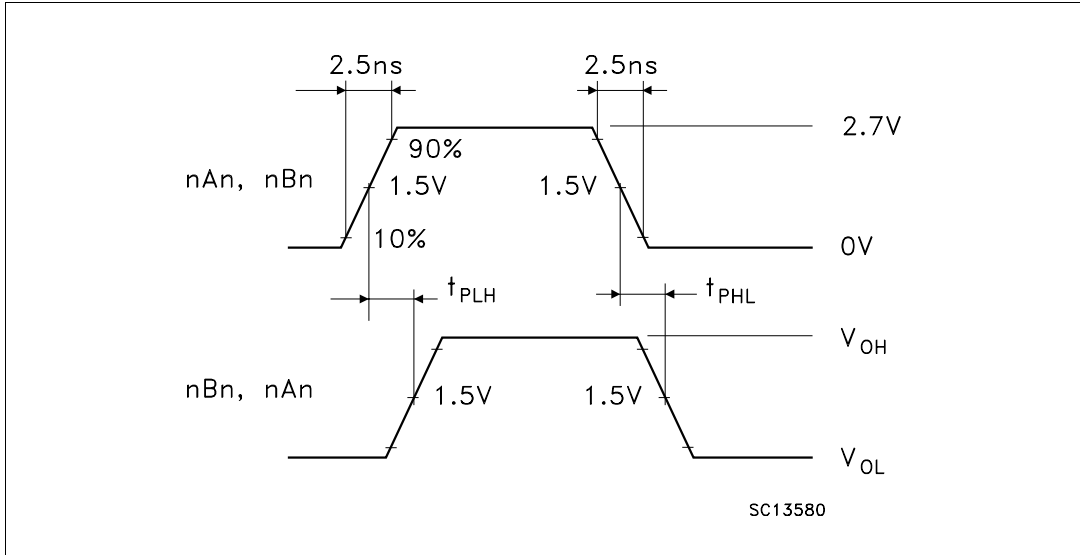 2.5ns 2.5ns
2.7V
90%
nAn, nBn 1.5V 1.5V
10%
0V
tPLH tPHL
VOH
nBn, nAn 1.5V 1.5V
VOL
SC13580